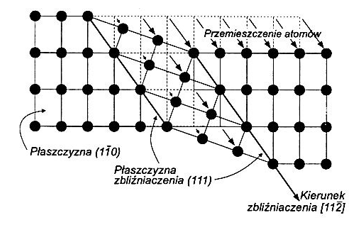 Przemieszczenie atomów
Płaszczyzna (11̄0)
Płaszczyzna
zbliźniaczenia (111)
Kierunek
zbliźniaczenia [112̄]